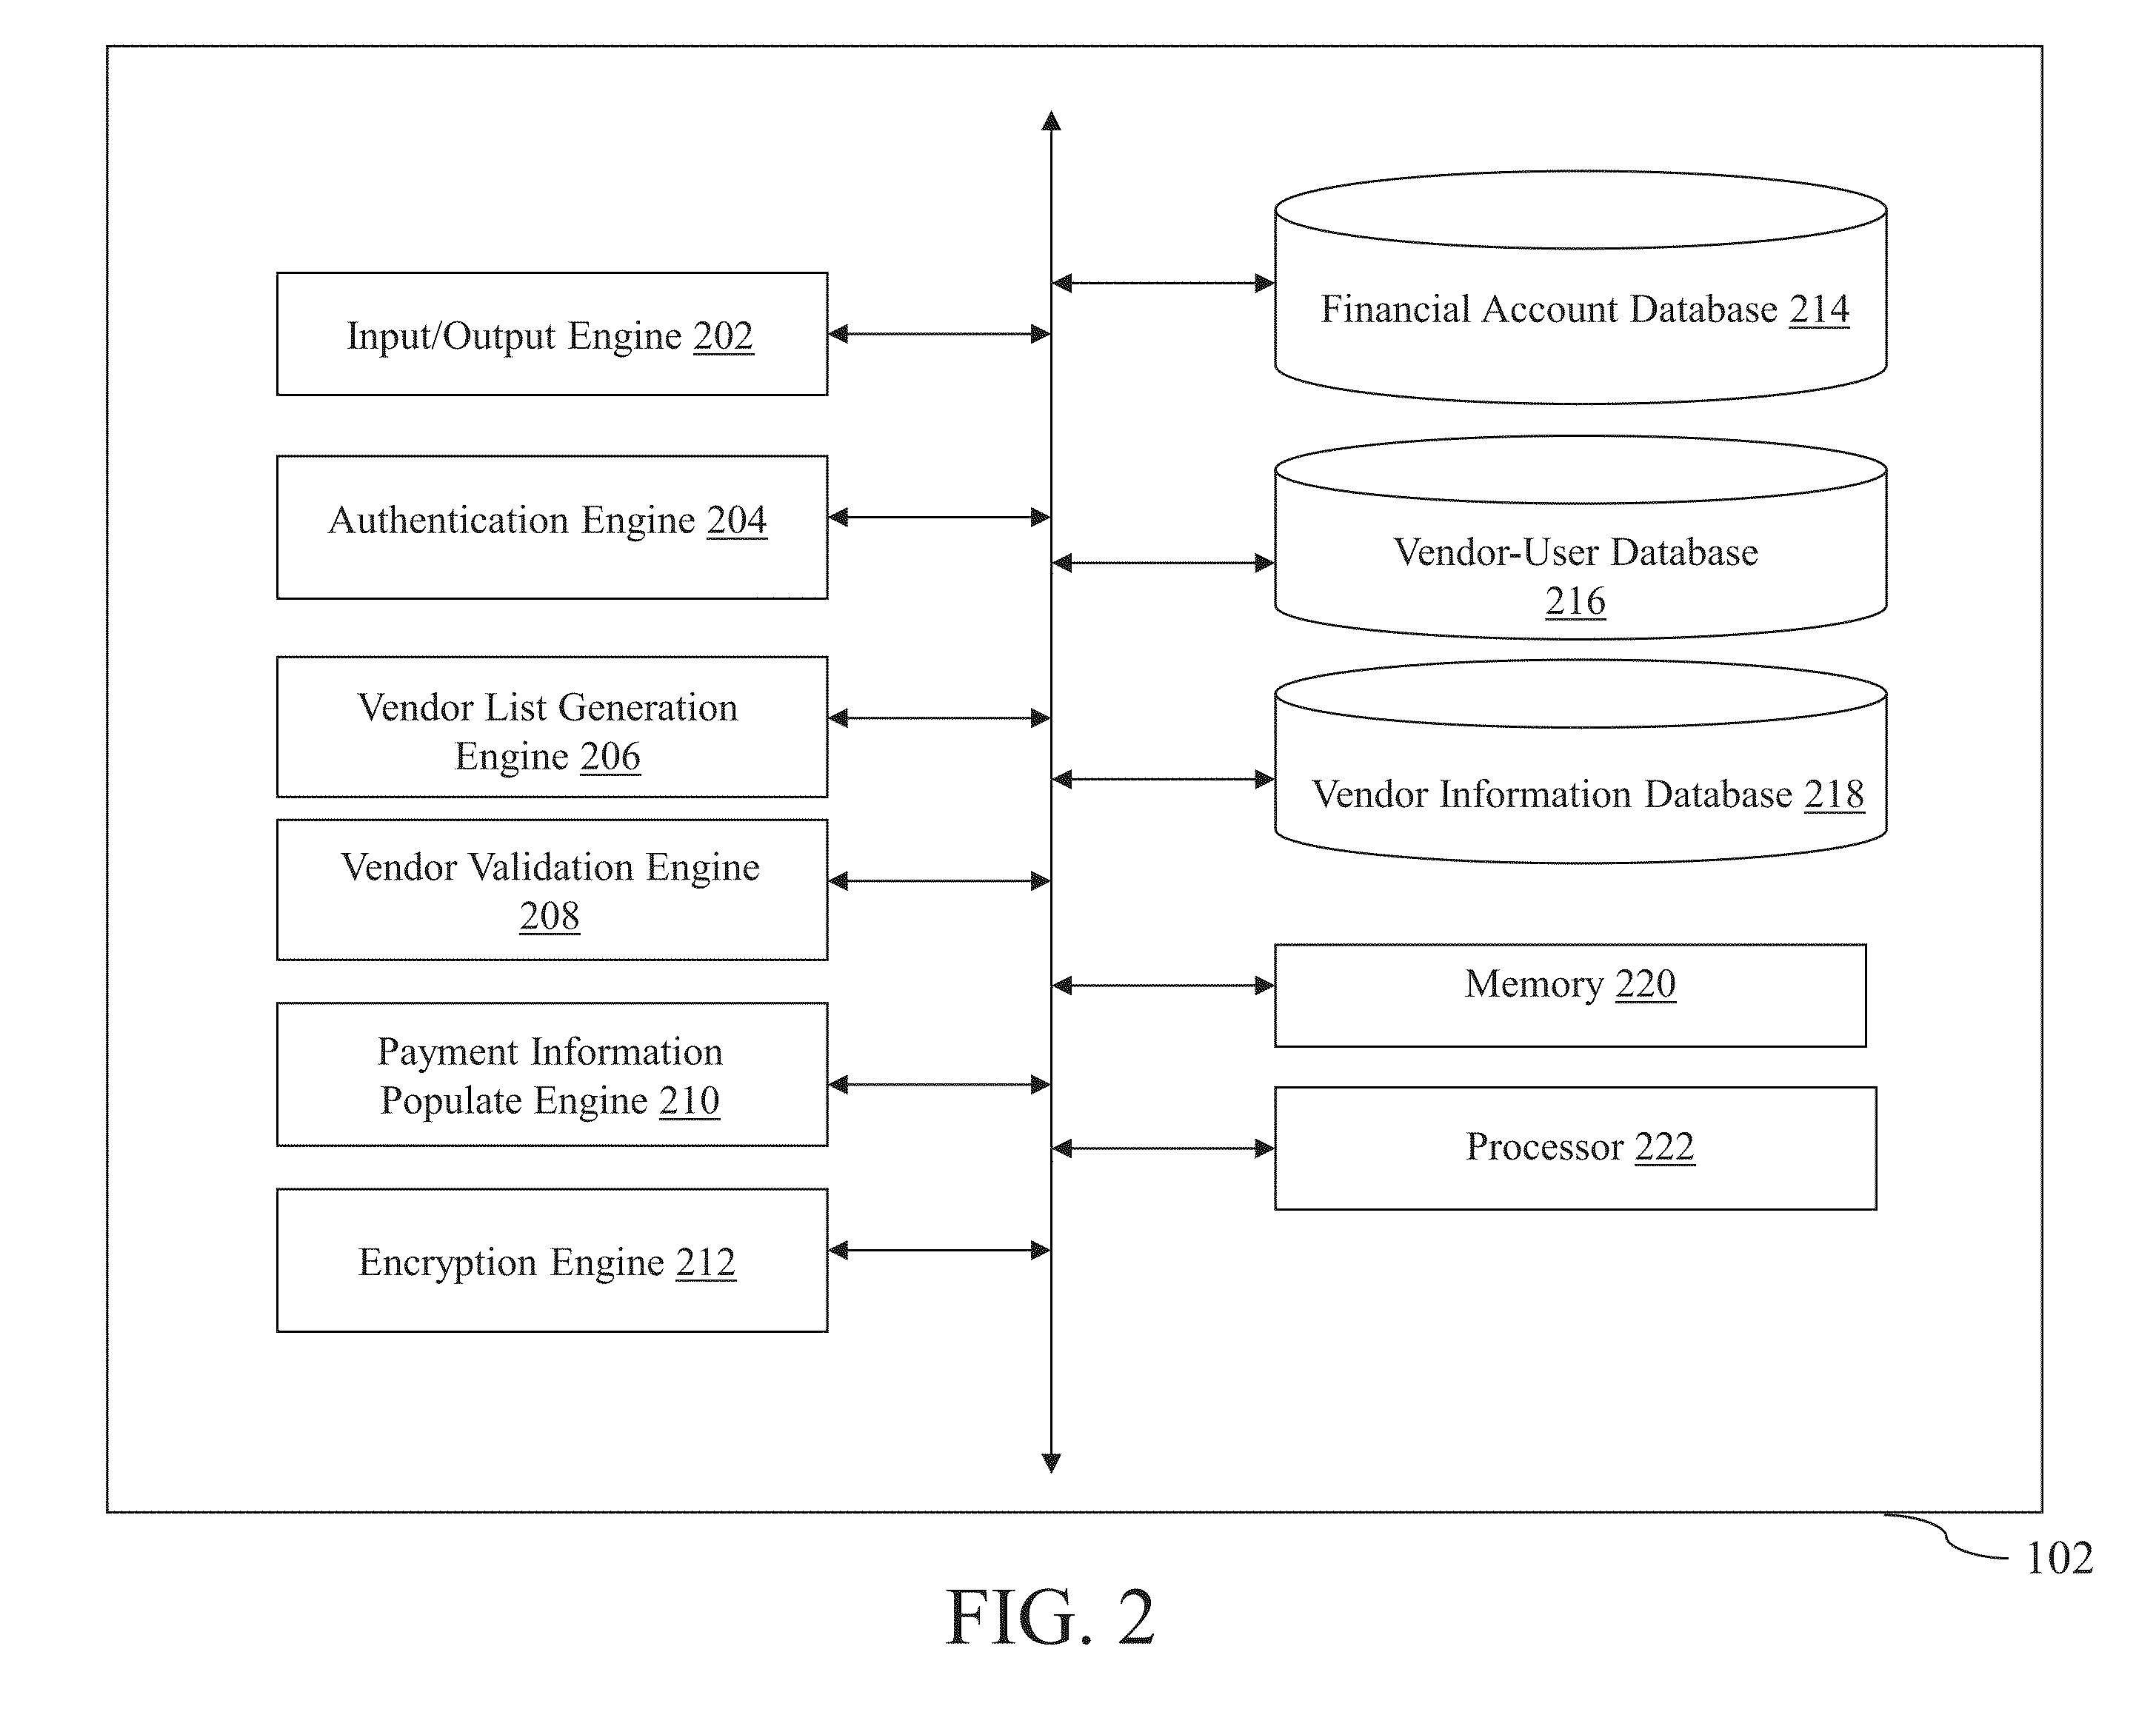 Input/Output Engine 202
Authentication Engine 204
Vendor List Generation
Engine 206
Vendor Validation Engine
208
Payment Information
Populate Engine 210
Encryption Engine 212
Financial Account Database 214
Vendor-User Database
216
Vendor Information Database 218
Memory 220
Processor 222
102
FIG. 2